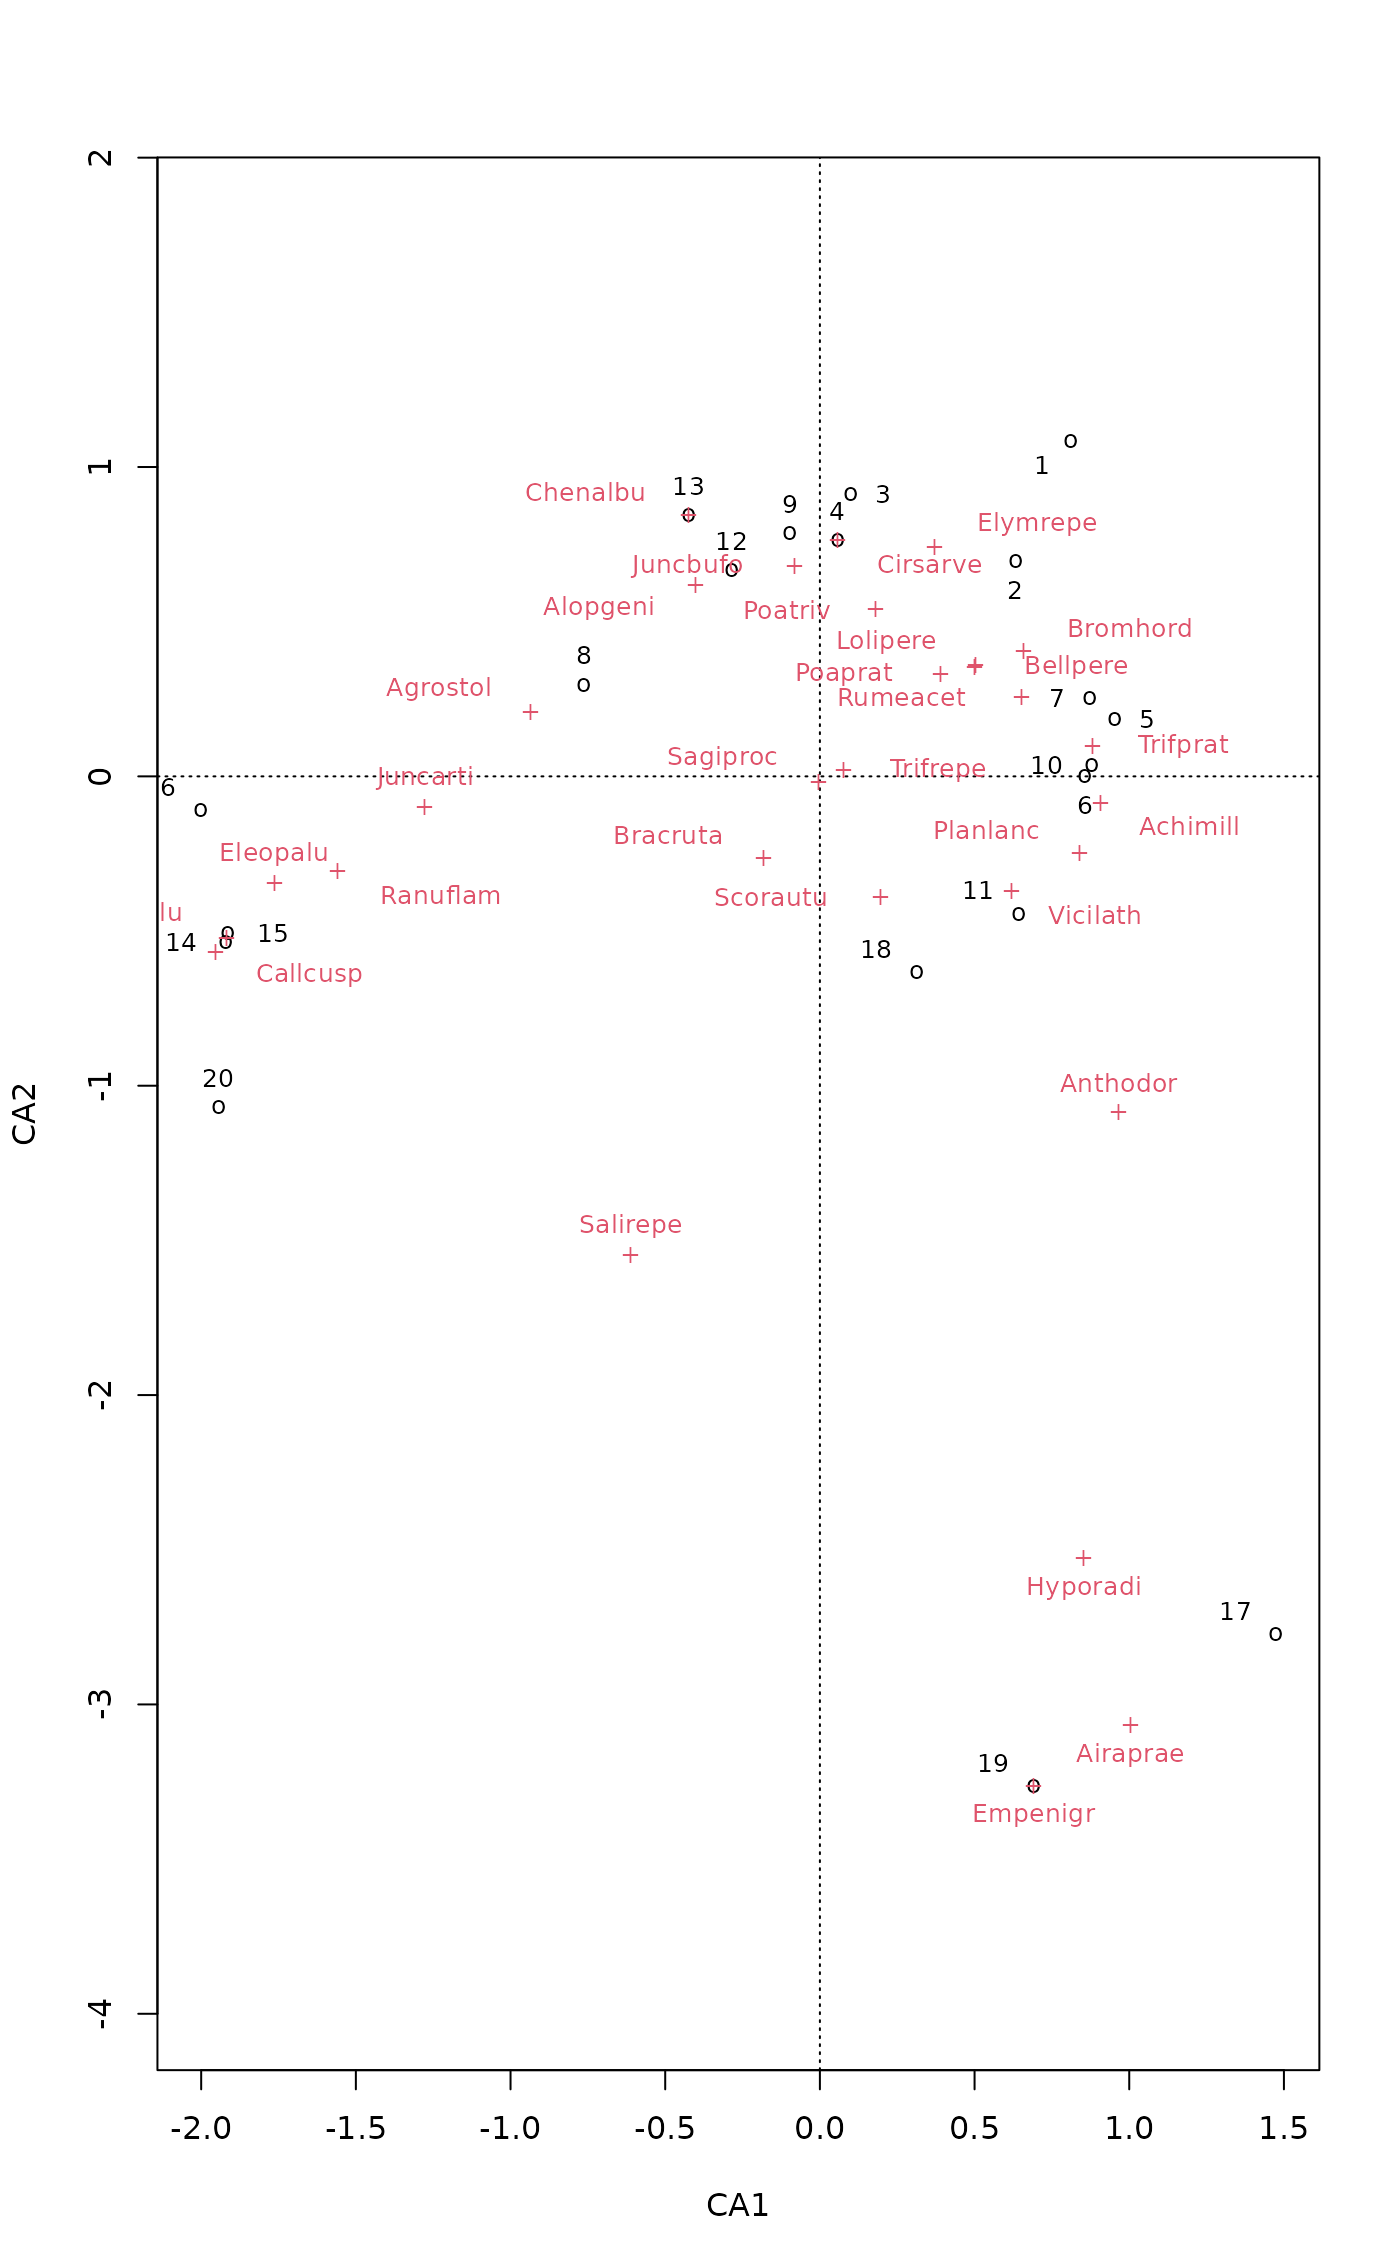 2
1
0
-1
-2
-3
-4
CA2
1
3
13
Chenalbu
9
4
Elymrepe
12
Juncbufo
Cirsarve
2
Alopgeni
Poatriv
Bromhord
Lolipere
8
Bellpere
Poaprat
Agrostol
Rumeacet
7
5
Trifprat
Sagiproc
Trifrepe
10
Juncarti
6
6
Achimill
Planlanc
Bracruta
Eleopalu
11
Ranuflam
Scorautu
lu
Vicilath
15
14
18
Callcusp
20
Anthodor
Salirepe
Hyporadi
17
Airaprae
19
Empenigr
-2.0 -1.5 -1.0 -0.5 0.0 0.5 1.0 1.5
CA1